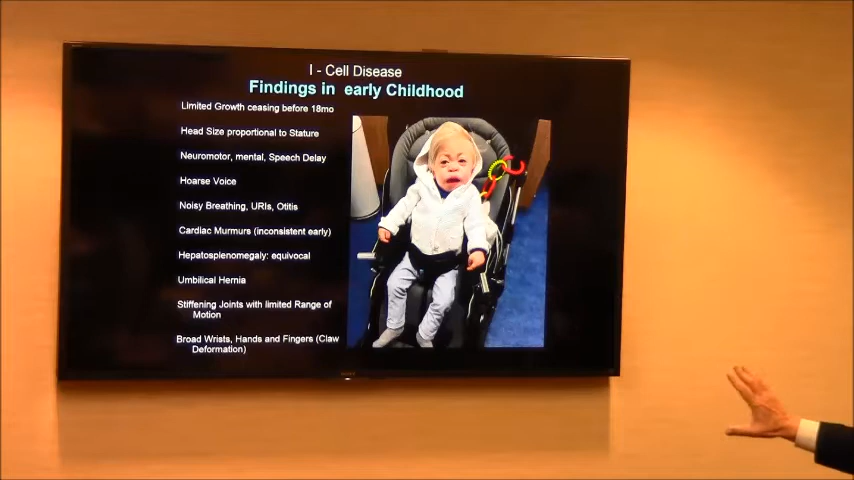 I - Cell Disease
Findings in early Childhood
Limited Growth ceasing before 18mo
Head Size proportional to Stature
Neuromotor, mental, Speech Delay
Hoarse Voice
Noisy Breathing, URIs, Otitis
Cardiac Murmurs (inconsistent early)
Hepatosplenomegaly: equivocal
Umbilical Hernia
Stiffening Joints with limited Range of
Motion
Broad Wrists, Hands and Fingers (Claw
Deformation)